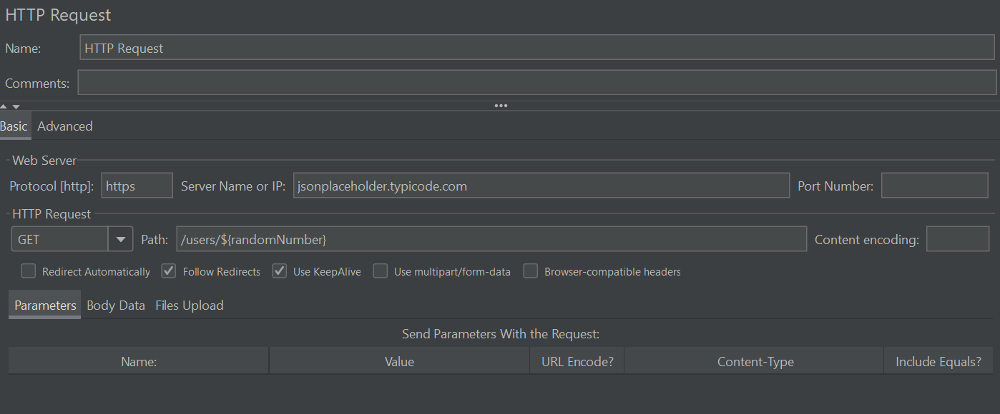 HTTP Request
Name: HTTP Request
Comments:
Basic Advanced
Web Server
Protocol [http]: https Server Name or IP: jsonplaceholder.typicode.com Port Number:
HTTP Request
GET Path: /users/${randomNumber} Content encoding:
Redirect Automatically Follow Redirects Use KeepAlive Use multipart/form-data Browser-compatible headers
Parameters Body Data Files Upload
Send Parameters With the Request:
Name: Value URL Encode? Content-Type Include Equals?